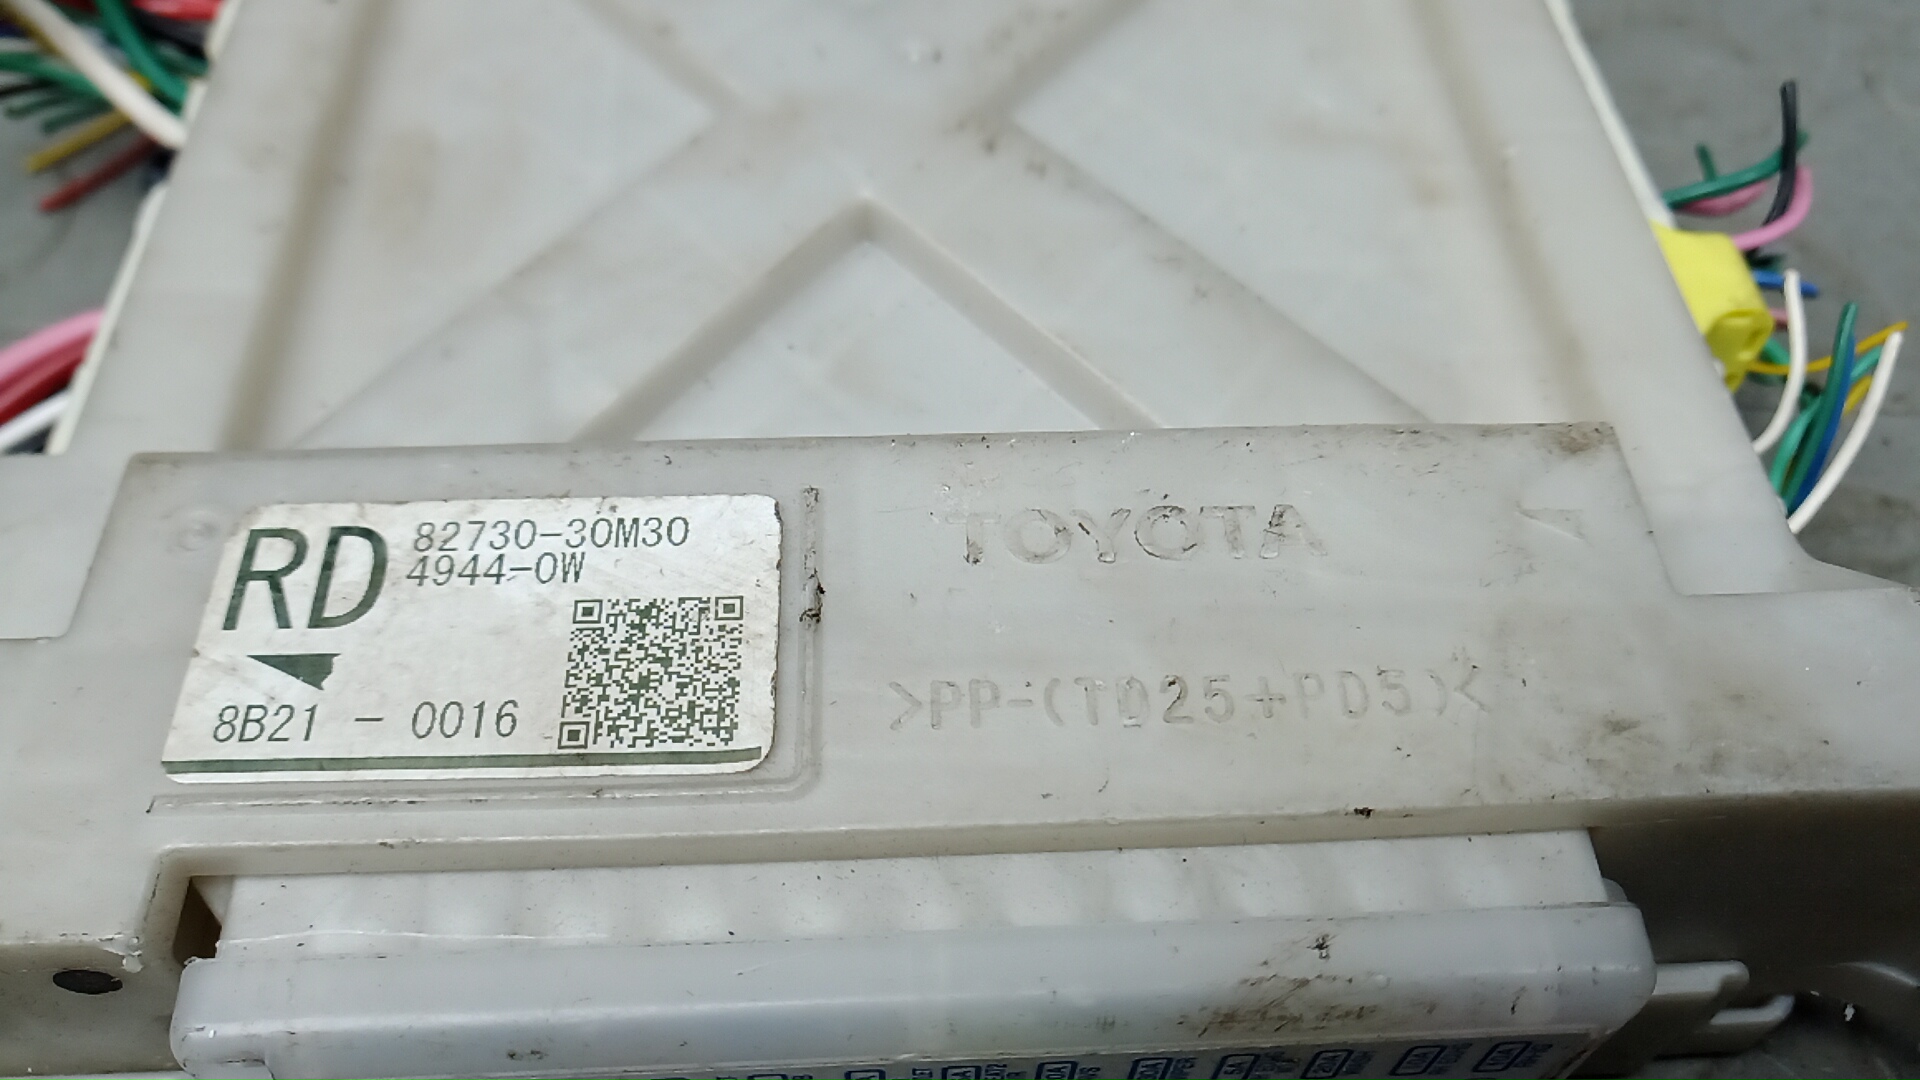 RD 82730-30M30
4944-0W
8B21 - 0016
TOYOTA
>PP-(TD25+PD5)<